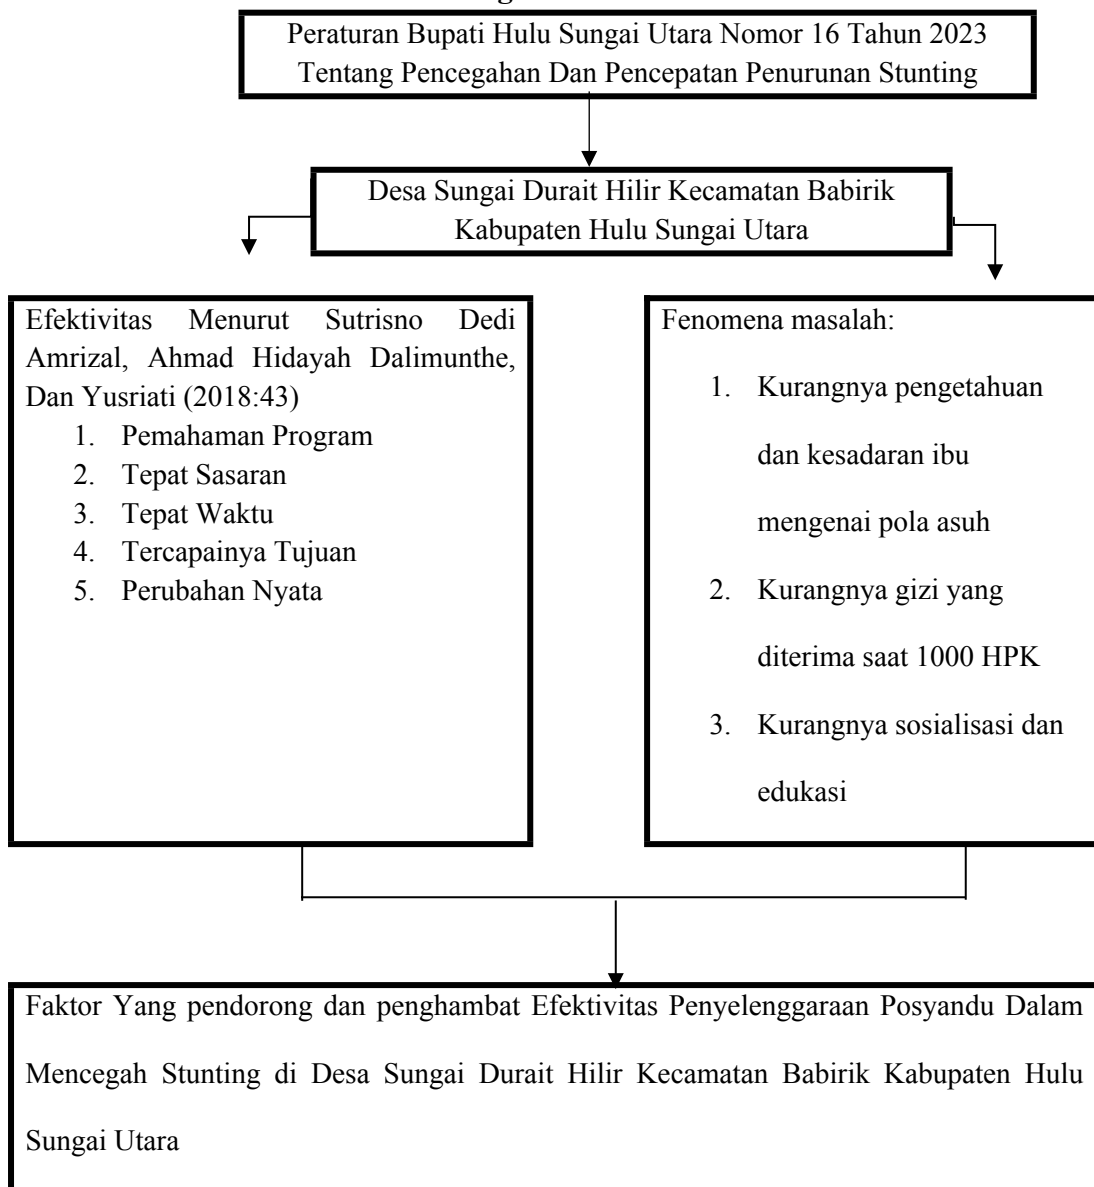 Peraturan Bupati Hulu Sungai Utara Nomor 16 Tahun 2023
Tentang Pencegahan Dan Pencepatan Penurunan Stunting
Desa Sungai Durait Hilir Kecamatan Babirik
Kabupaten Hulu Sungai Utara
Efektivitas Menurut Sutrisno Dedi
Amrizal, Ahmad Hidayah Dalimunthe,
Dan Yusriati (2018:43)
1. Pemahaman Program
2. Tepat Sasaran
3. Tepat Waktu
4. Tercapainya Tujuan
5. Perubahan Nyata
Fenomena masalah:
1. Kurangnya pengetahuan
dan kesadaran ibu
mengenai pola asuh
2. Kurangnya gizi yang
diterima saat 1000 HPK
3. Kurangnya sosialisasi dan
edukasi
Faktor Yang pendorong dan penghambat Efektivitas Penyelenggaraan Posyandu Dalam
Mencegah Stunting di Desa Sungai Durait Hilir Kecamatan Babirik Kabupaten Hulu
Sungai Utara